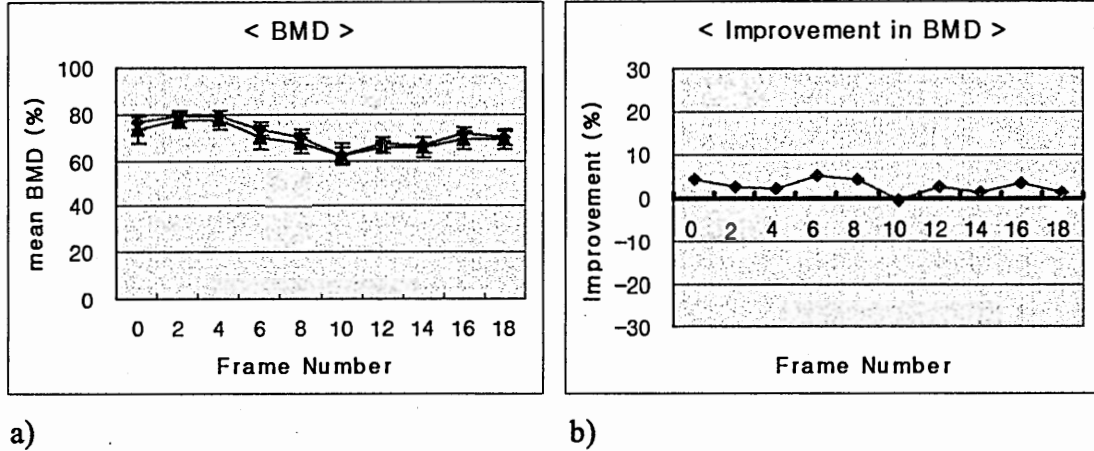 < BMD >
100
80
60
40
20
0
mean BMD (%)
0 2 4 6 8 10 12 14 16 18
Frame Number
a)
< Improvement in BMD >
30
20
10
0
−10
−20
−30
Improvement (%)
0 2 4 6 8 10 12 14 16 18
Frame Number
b)